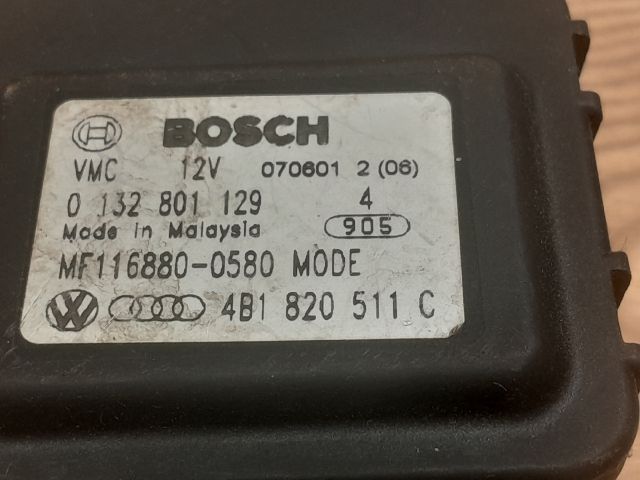 BOSCH
VMC 12V 070601 2 (06)
0 132 801 129 4
Made in Malaysia 905
MF116880-0580 MODE
VW 4B1 820 511 C